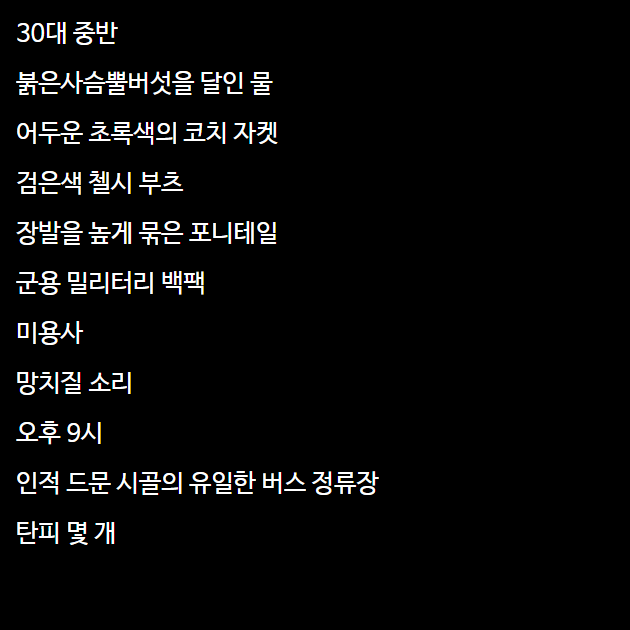 30대 중반
붉은사슴뿔버섯을 달인 물
어두운 초록색의 코치 자켓
검은색 첼시 부츠
장발을 높게 묶은 포니테일
군용 밀리터리 백팩
미용사
망치질 소리
오후 9시
인적 드문 시골의 유일한 버스 정류장
탄피 몇 개